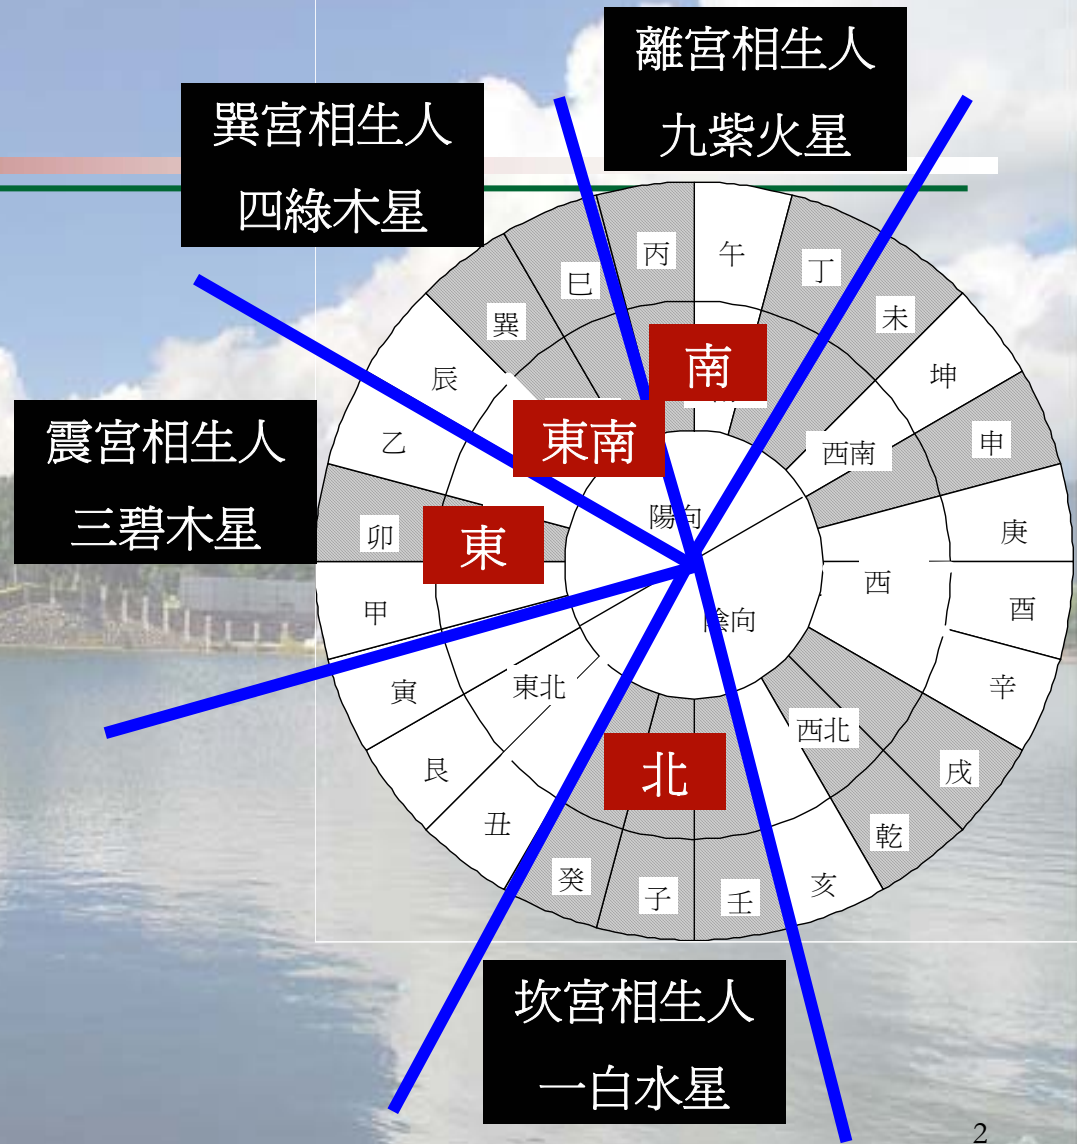 離宮相生人
九紫火星
巽宮相生人
四綠木星
震宮相生人
三碧木星
坎宮相生人
一白水星
丙
午
丁
未
坤
申
庚
酉
辛
戌
乾
亥
壬
子
癸
丑
艮
寅
甲
卯
乙
辰
巽
巳
南
東南
東
西南
西
西北
北
東北
陽向
陰向
2